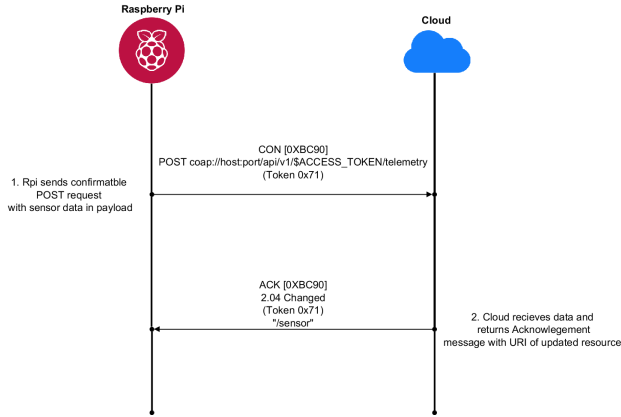 Raspberry Pi
Cloud
CON [0XBC90]
POST coap://host:port/api/v1/$ACCESS_TOKEN/telemetry
(Token 0x71)
1. Rpi sends confirmatble
POST request
with sensor data in payload
ACK [0XBC90]
2.04 Changed
(Token 0x71)
"/sensor"
2. Cloud recieves data and
returns Acknowlegement
message with URI of updated resource